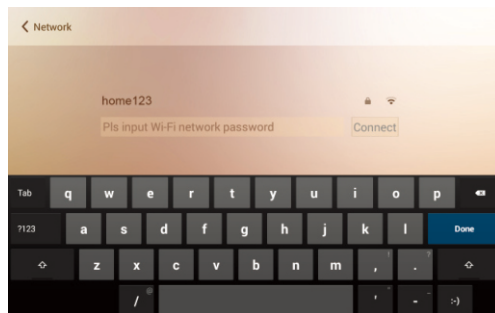 Network
home123
Pls input Wi-Fi network password Connect
Tab q w e r t y u i o p
?123 a s d f g h j k l Done
z x c v b n m , ! . ?
/ @ ' " - _ :-)